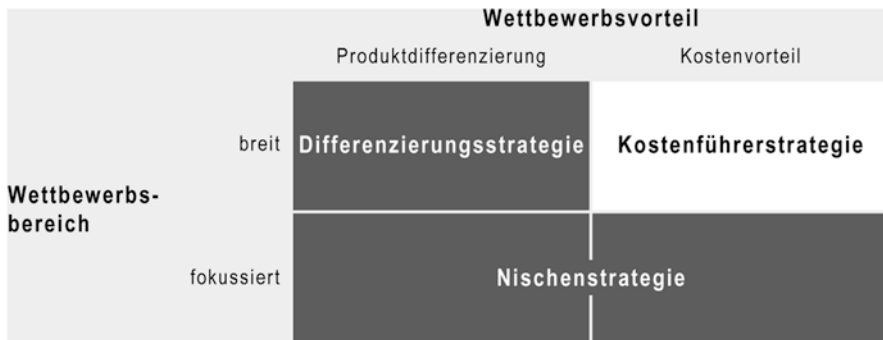 Wettbewerbsvorteil
Produktdifferenzierung Kostenvorteil
breit Differenzierungsstrategie Kostenführerstrategie
Wettbewerbs-
bereich
fokussiert Nischenstrategie